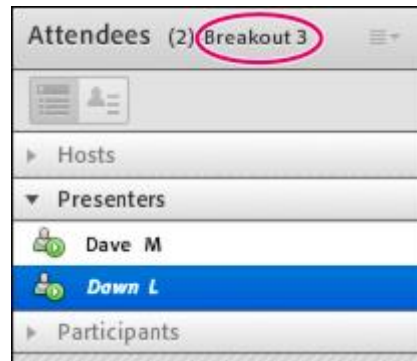 Attendees (2) Breakout 3
Hosts
Presenters
Dave M
Dawn L
Participants